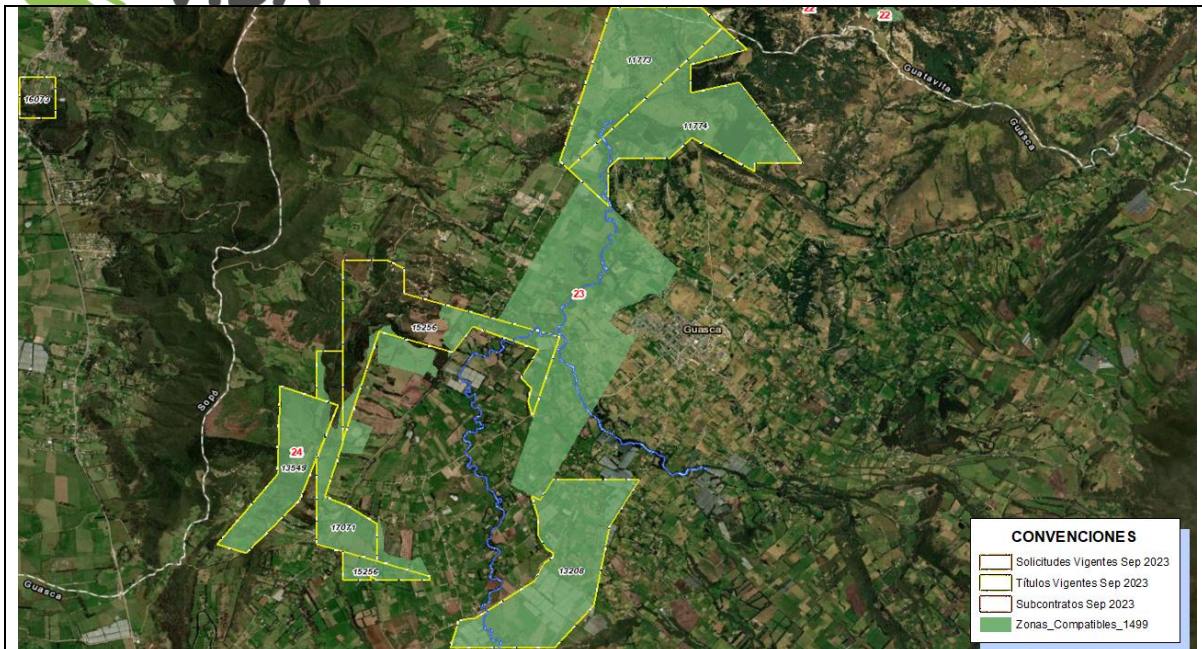 22
22
11773
16073
Guatavita
Guasca
11774
23
15256
Guasca
Sopó
24
13549
17071
15256
13208
Guasca
CONVENCIONES
Solicitudes Vigentes Sep 2023
Títulos Vigentes Sep 2023
Subcontratos Sep 2023
Zonas_Compatibles_1499